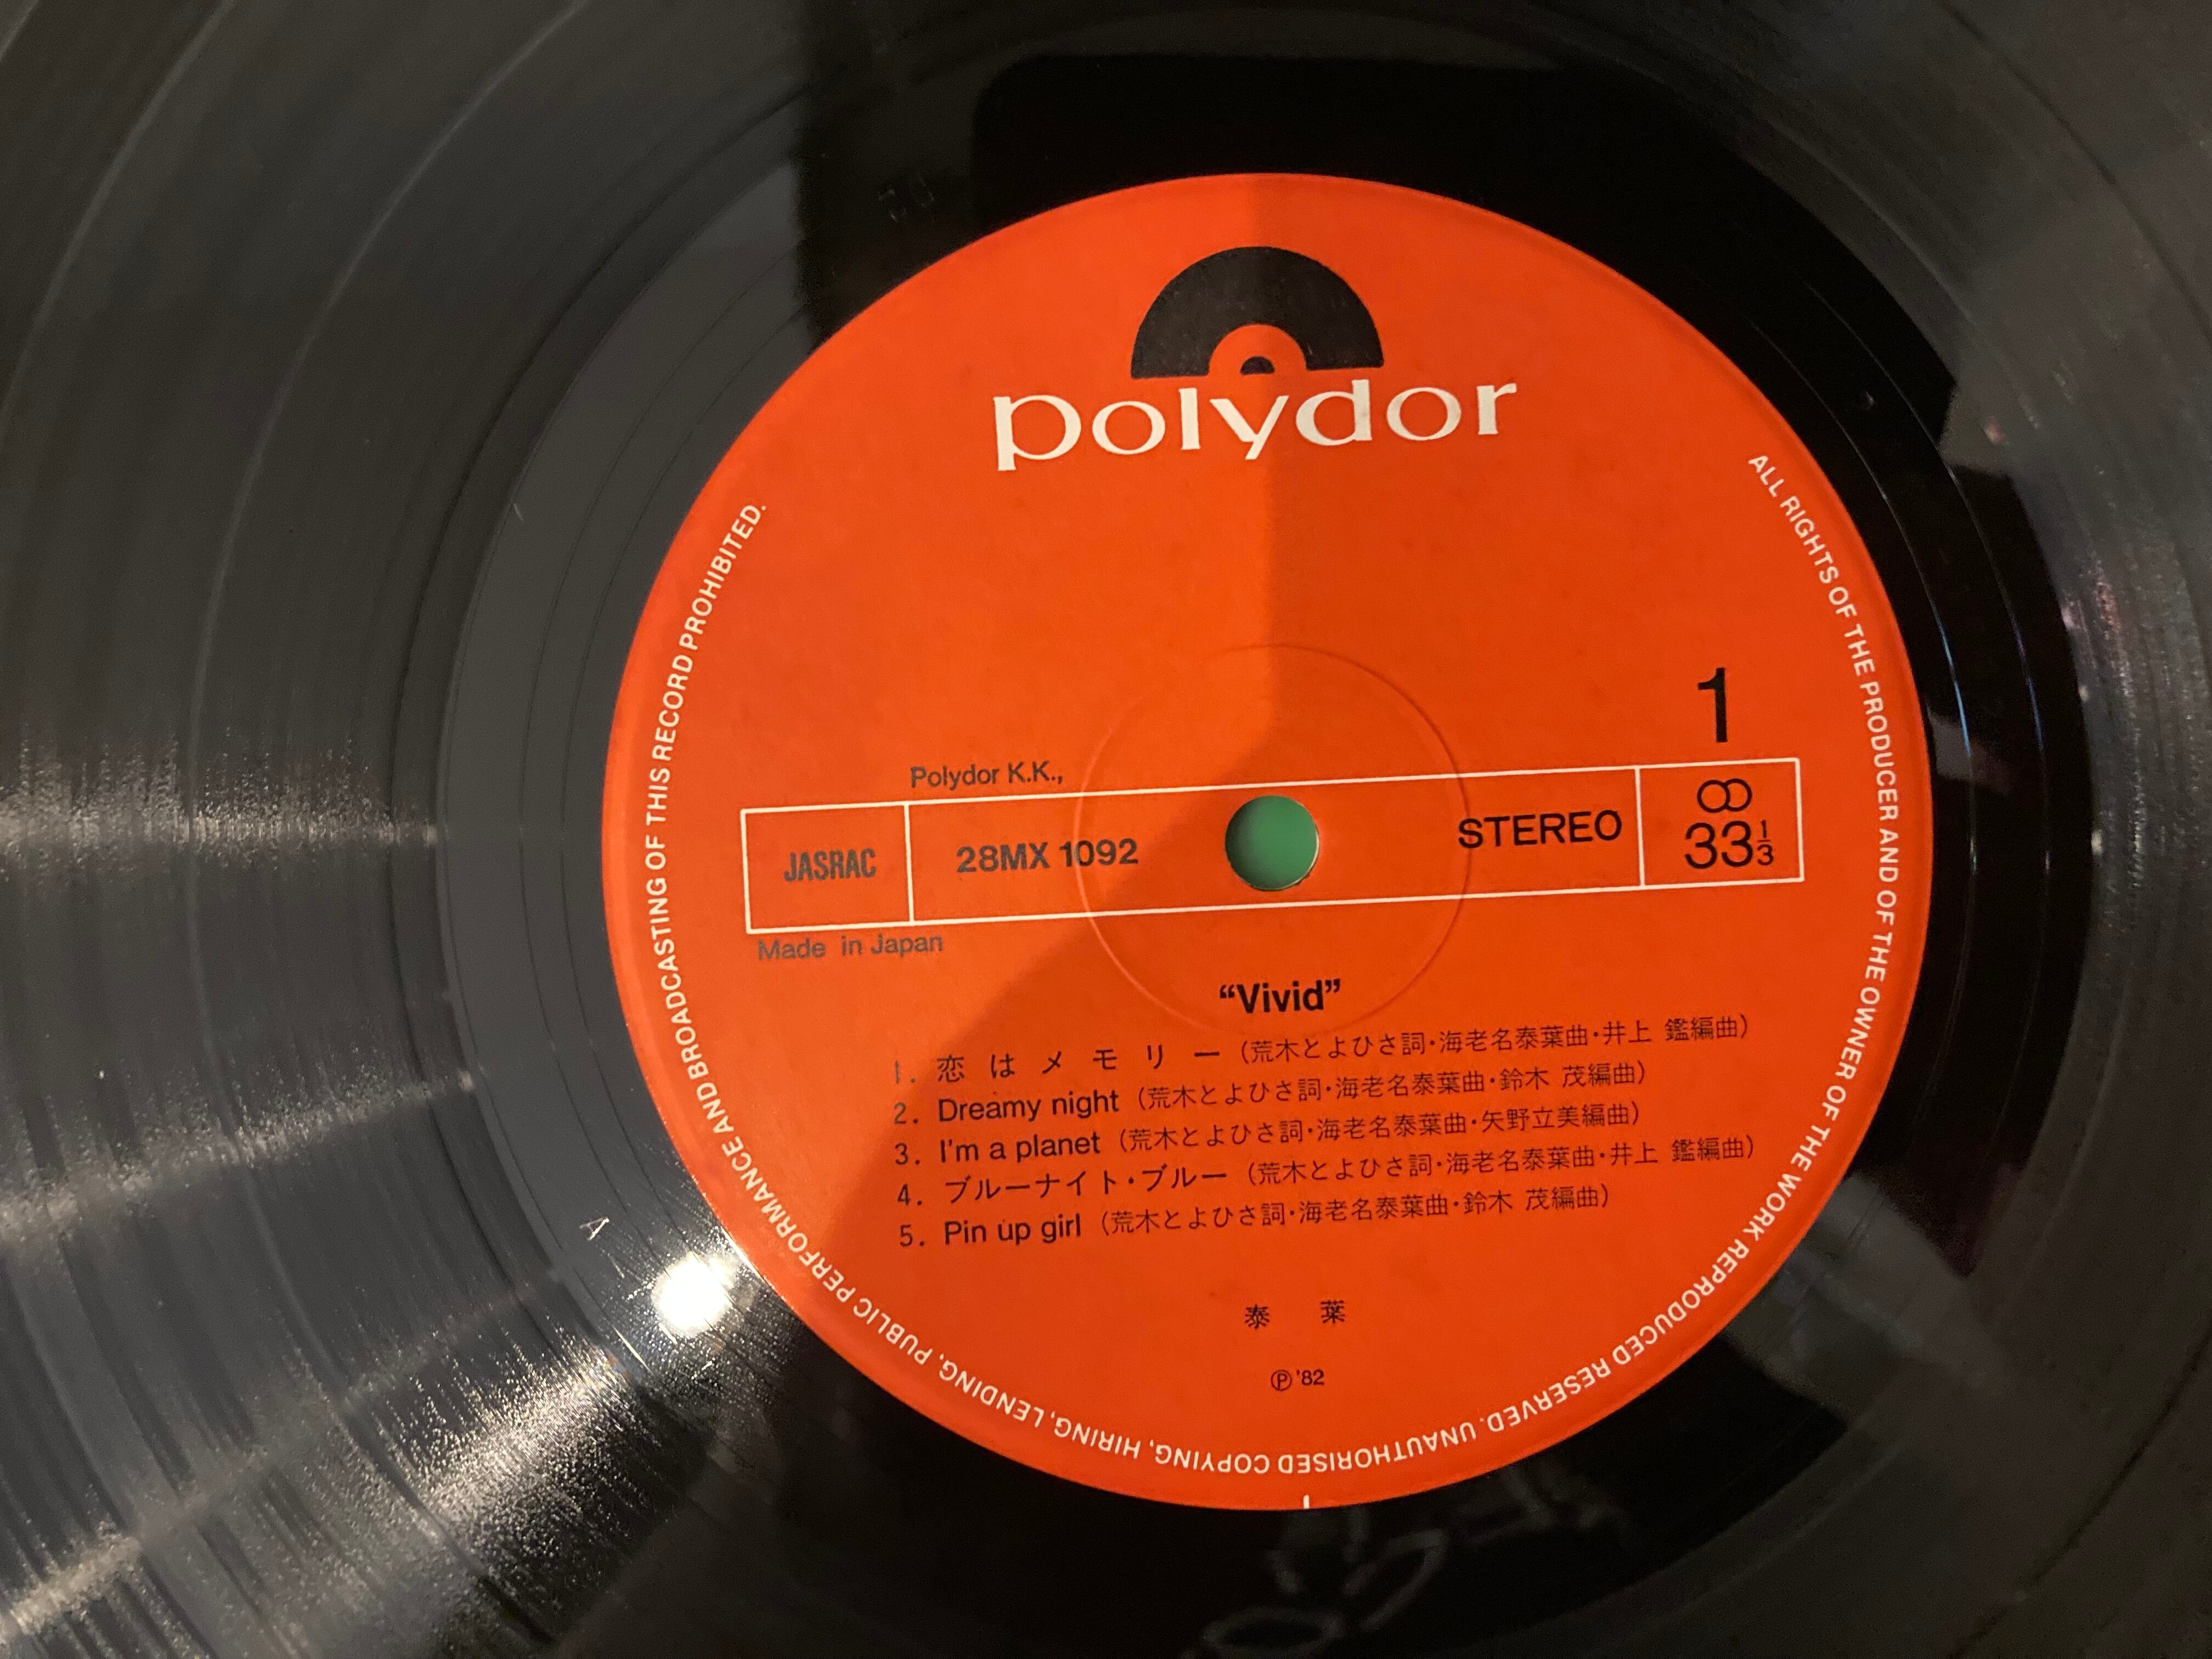 polydor
1
Polydor K.K.,
JASRAC 28MX 1092 STEREO 33⅓
Made in Japan
“Vivid”
1. 恋はメモリー（荒木とよひさ詞・海老名泰葉曲・井上 鑑編曲）
2. Dreamy night（荒木とよひさ詞・海老名泰葉曲・鈴木 茂編曲）
3. I'm a planet（荒木とよひさ詞・海老名泰葉曲・矢野立美編曲）
4. ブルーナイト・ブルー（荒木とよひさ詞・海老名泰葉曲・井上 鑑編曲）
5. Pin up girl（荒木とよひさ詞・海老名泰葉曲・鈴木 茂編曲）
泰 葉
Ⓟ'82
ALL RIGHTS OF THE PRODUCER AND OF THE OWNER OF THE WORK REPRODUCED RESERVED. UNAUTHORISED COPYING, HIRING, LENDING, PUBLIC PERFORMANCE AND BROADCASTING OF THIS RECORD PROHIBITED.
A